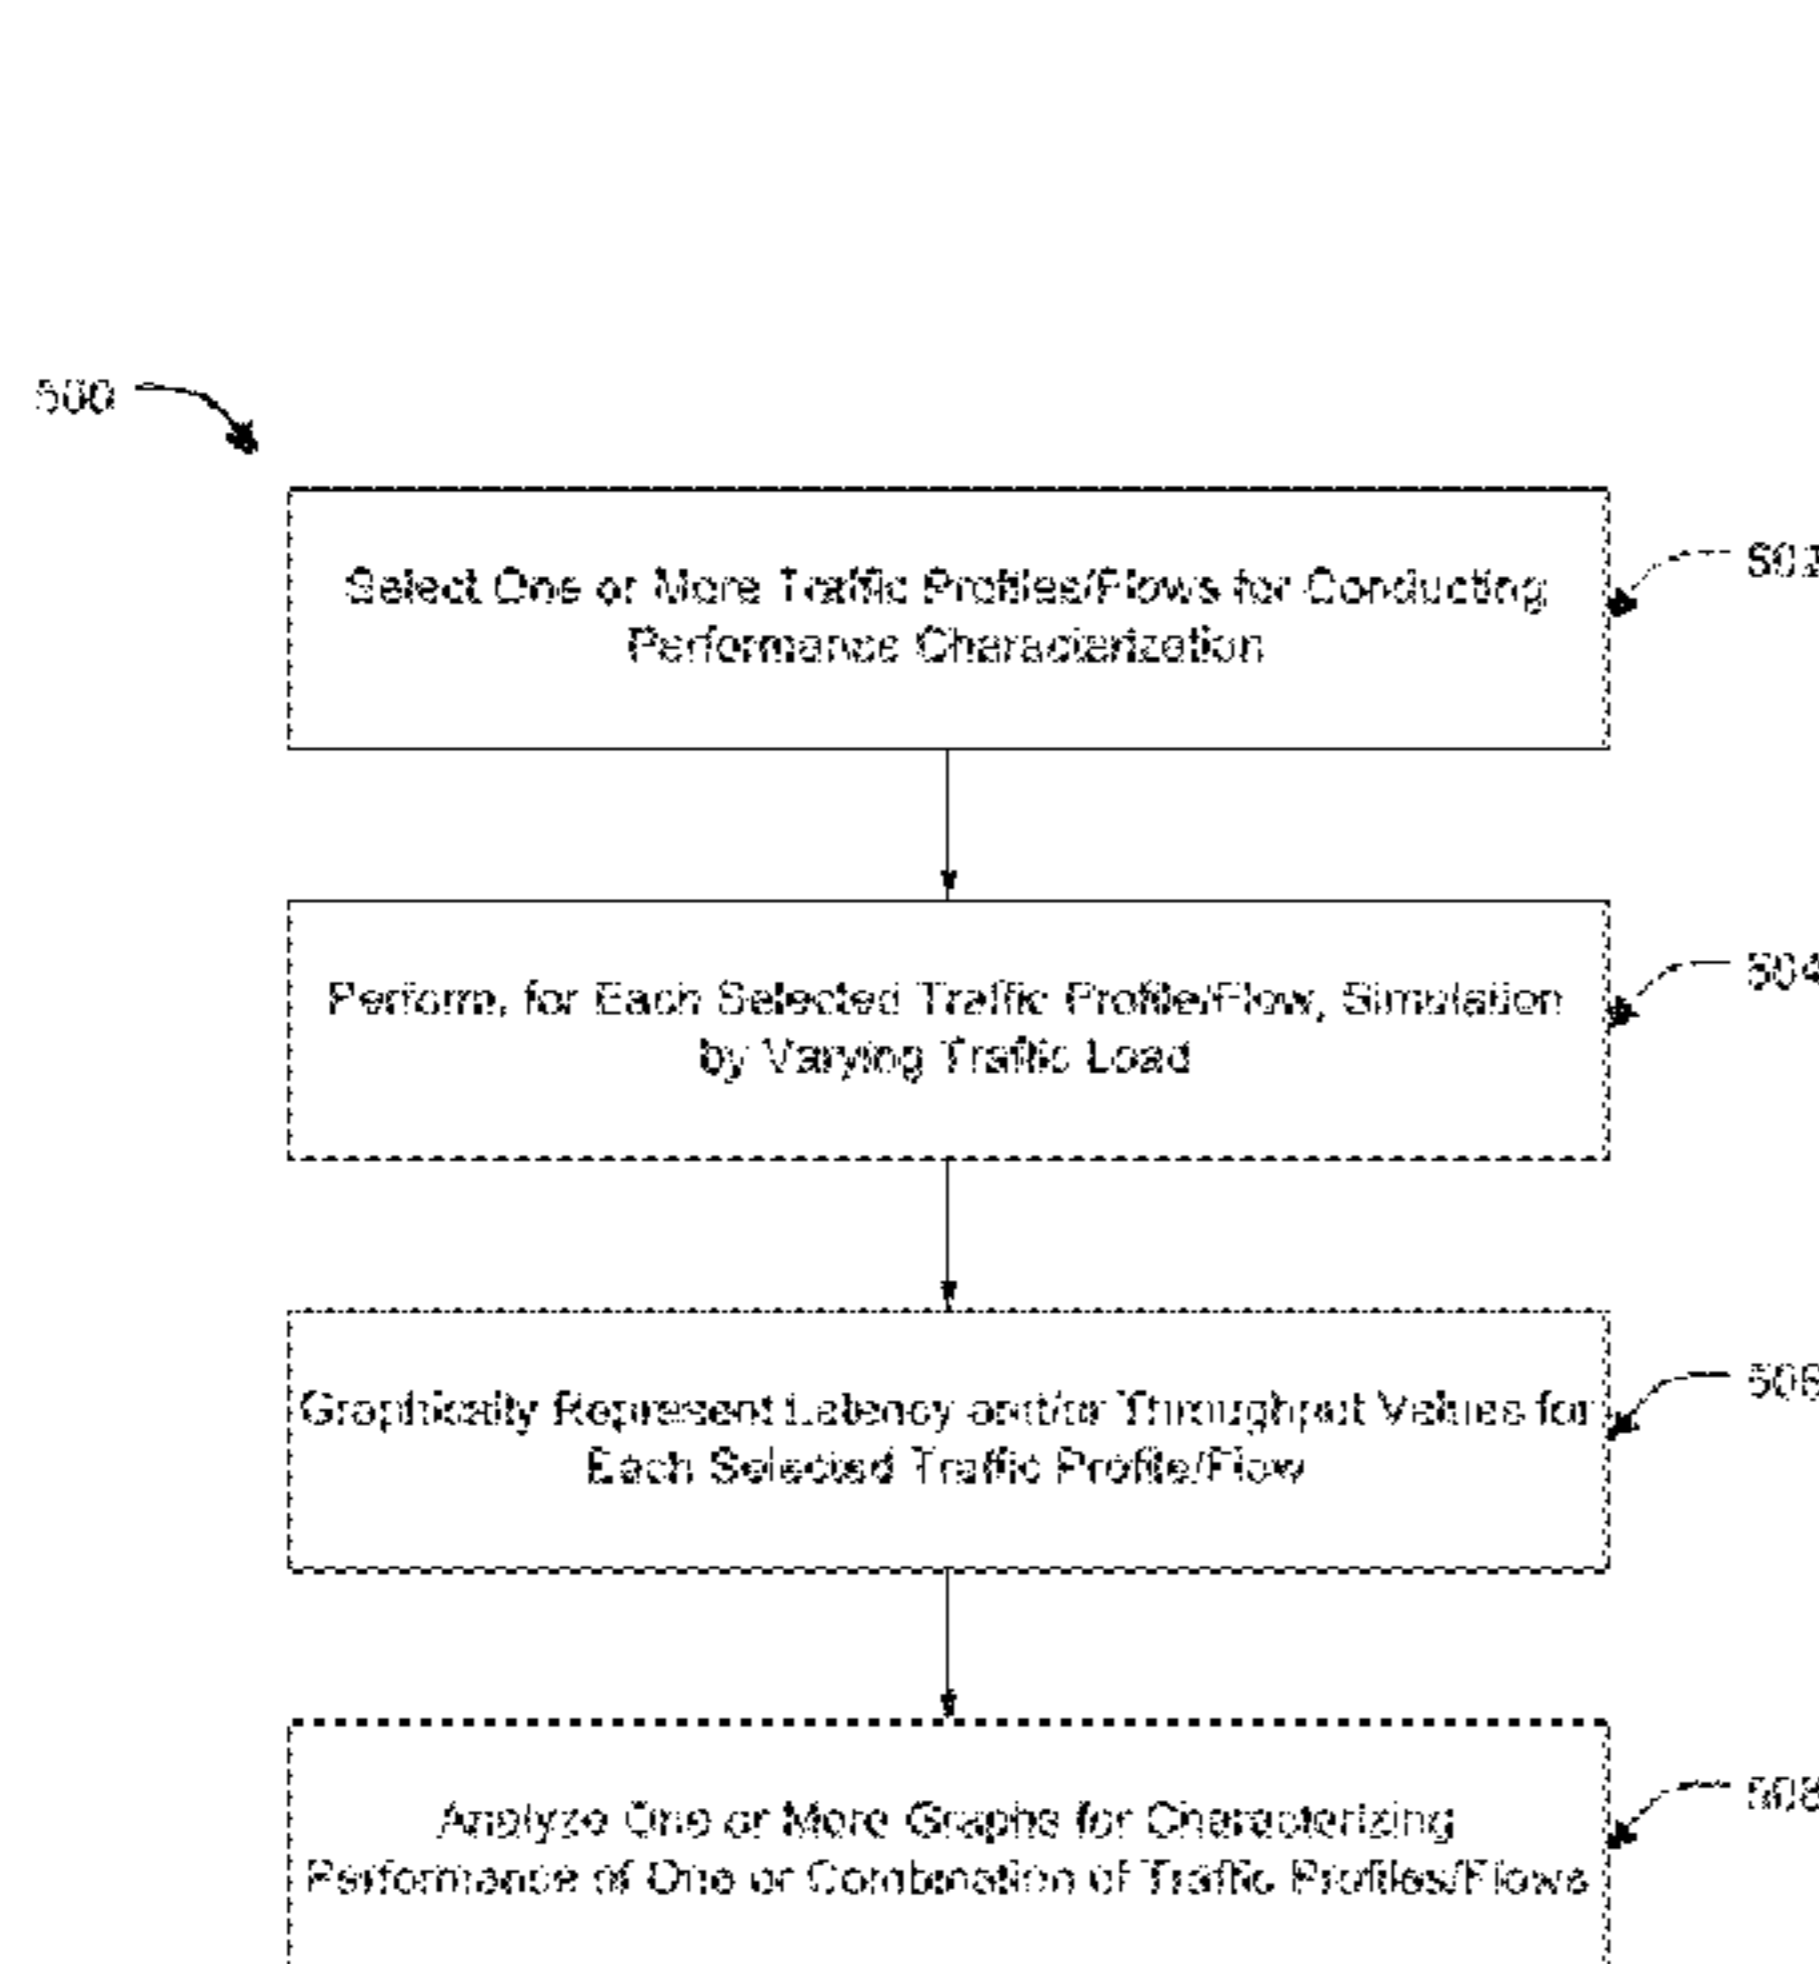 500
Select One or More Traffic Profiles/Flows for Conducting
Performance Characterization
Perform, for Each Selected Traffic Profile/Flow, Simulation
by Varying Traffic Load
504
Graphically Represent Latency and/or Throughput Values for
Each Selected Traffic Profile/Flow
Analyze One or More Graphs for Characterizing
Performance of One or Combination of Traffic Profiles/Flows
508